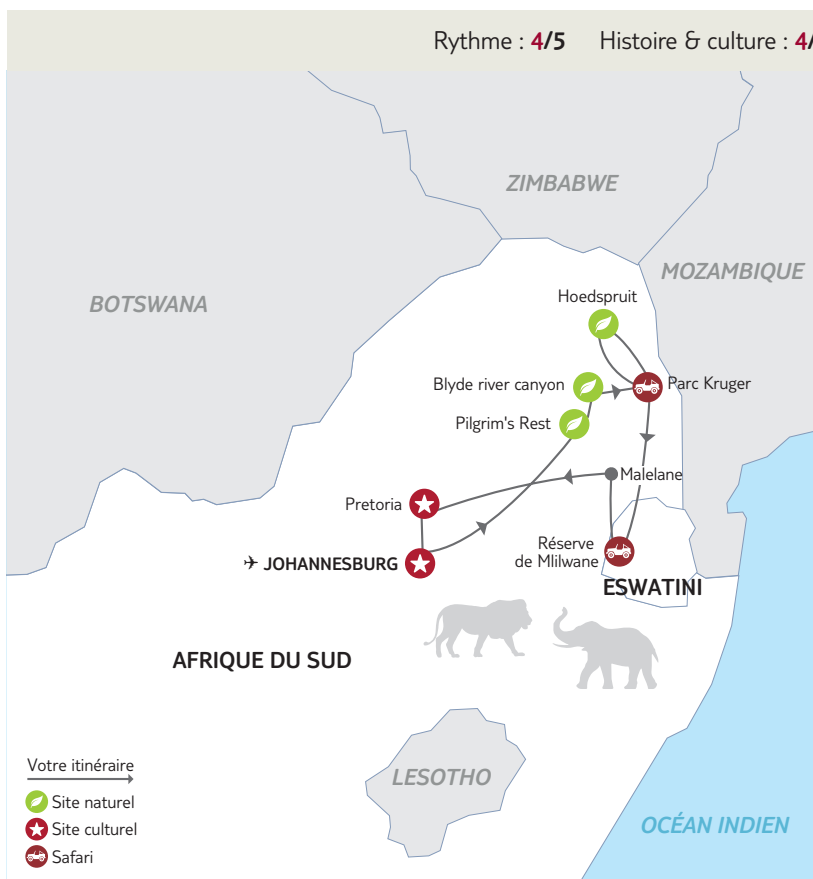 Rythme : 4/5 Histoire & culture : 4/
ZIMBABWE
MOZAMBIQUE
BOTSWANA
Hoedspruit
Blyde river canyon
Parc Kruger
Pilgrim's Rest
Malelane
Pretoria
Réserve
de Mlilwane
✈ JOHANNESBURG
ESWATINI
AFRIQUE DU SUD
LESOTHO
OCÉAN INDIEN
Votre itinéraire
Site naturel
Site culturel
Safari